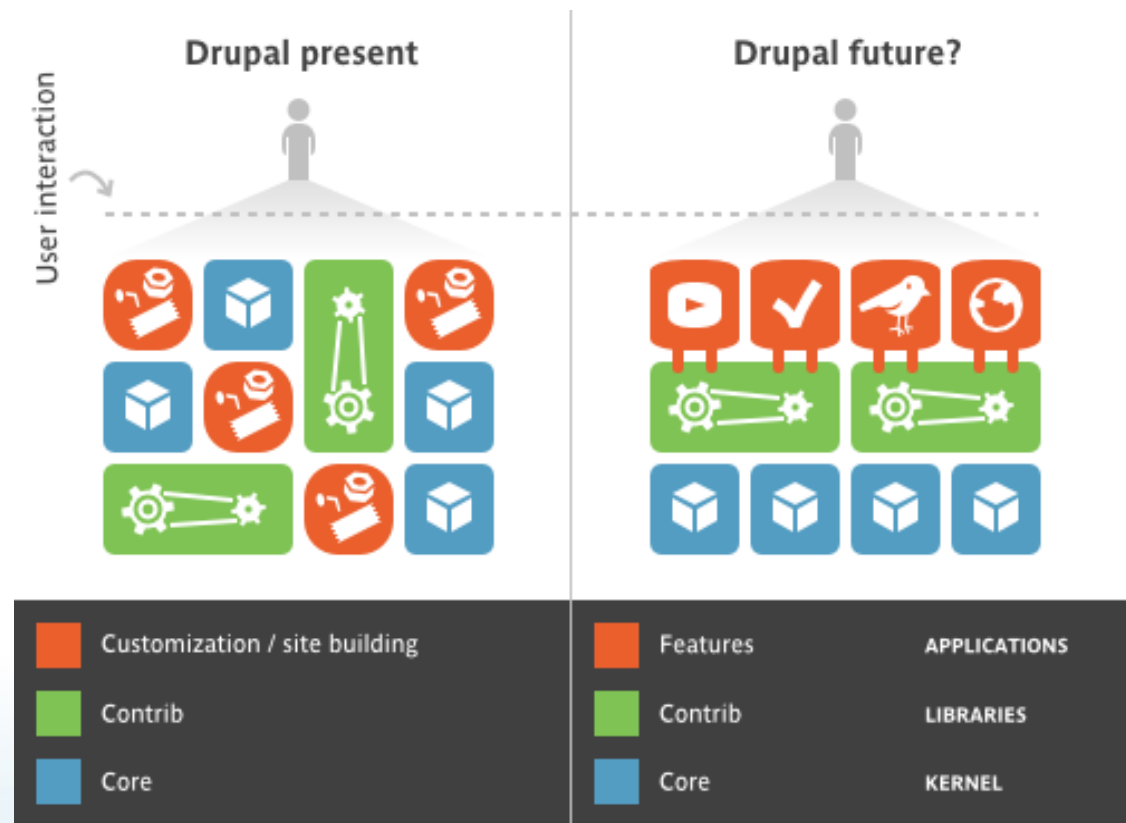 Drupal present
User interaction
Customization / site building
Contrib
Core
Drupal future?
Features APPLICATIONS
Contrib LIBRARIES
Core KERNEL